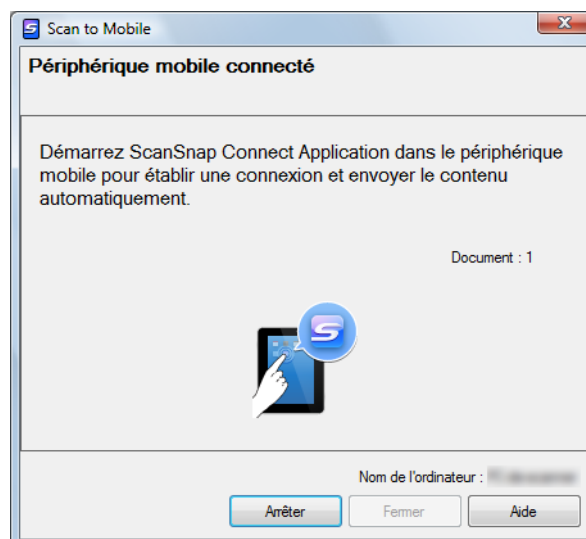 Scan to Mobile
Périphérique mobile connecté
Démarrez ScanSnap Connect Application dans le périphérique
mobile pour établir une connexion et envoyer le contenu
automatiquement.
Document : 1
Nom de l'ordinateur :
Arrêter Fermer Aide